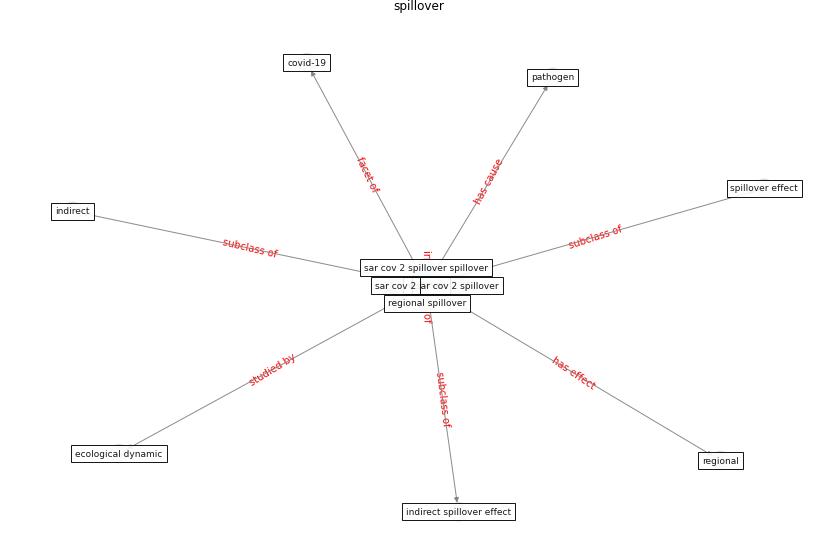 spillover
covid-19
pathogen
facet of
has cause
spillover effect
indirect
subclass of
subclass of
sar cov 2 spillover spillover
sar cov 2
ar cov 2 spillover
regional spillover
of
studied by
has effect
subclass of
ecological dynamic
regional
indirect spillover effect